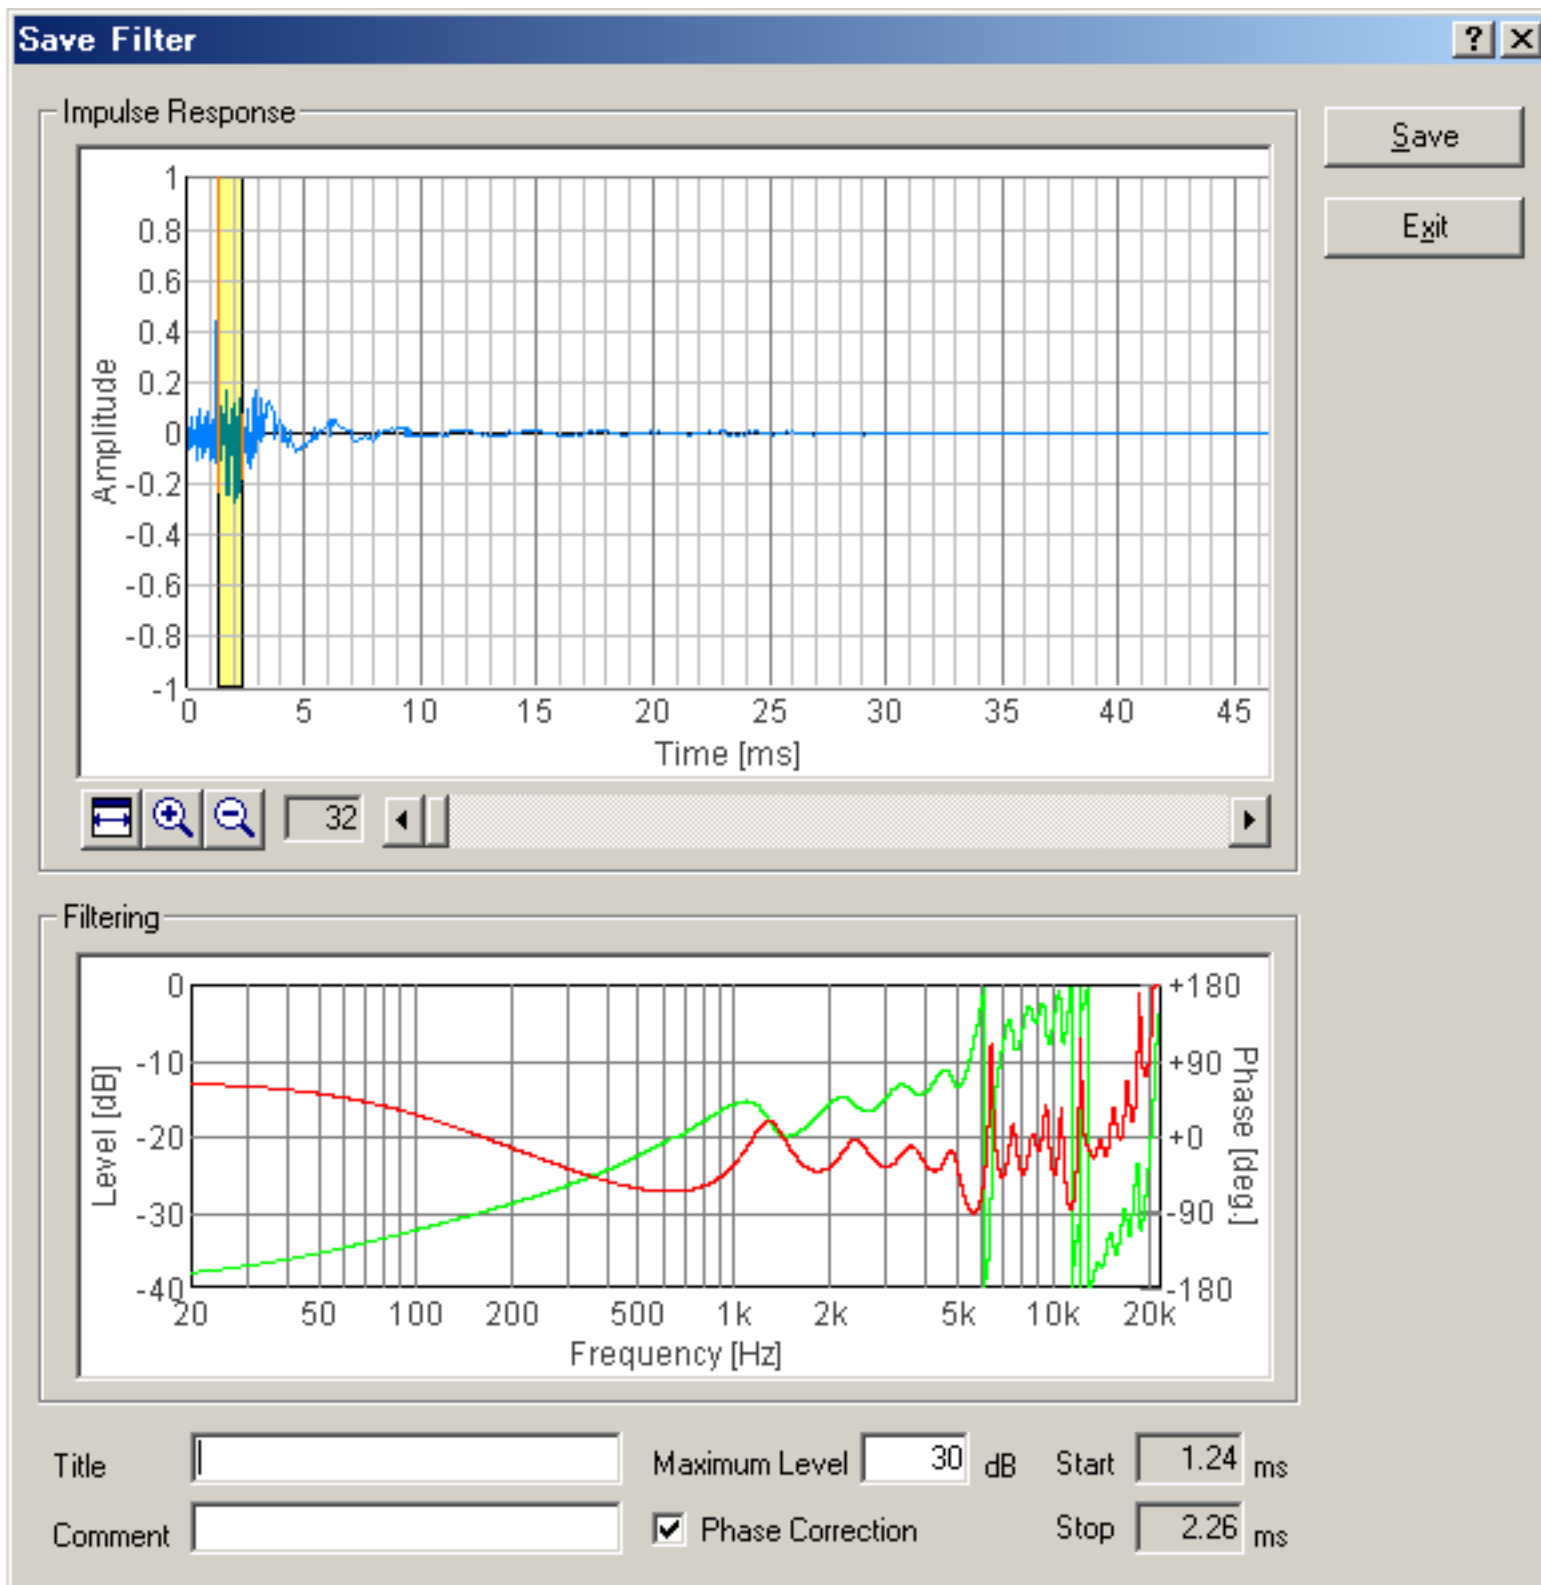 Save Filter
Impulse Response
Save
Exit
1
0.8
0.6
0.4
0.2
0
-0.2
-0.4
-0.6
-0.8
-1
Amplitude
0 5 10 15 20 25 30 35 40 45
Time [ms]
32
Filtering
0
-10
-20
-30
-40
Level [dB]
+180
+90
+0
-90
-180
Phase [deg.]
20 50 100 200 500 1k 2k 5k 10k 20k
Frequency [Hz]
Title Maximum Level 30 dB Start 1.24 ms
Comment Phase Correction Stop 2.26 ms